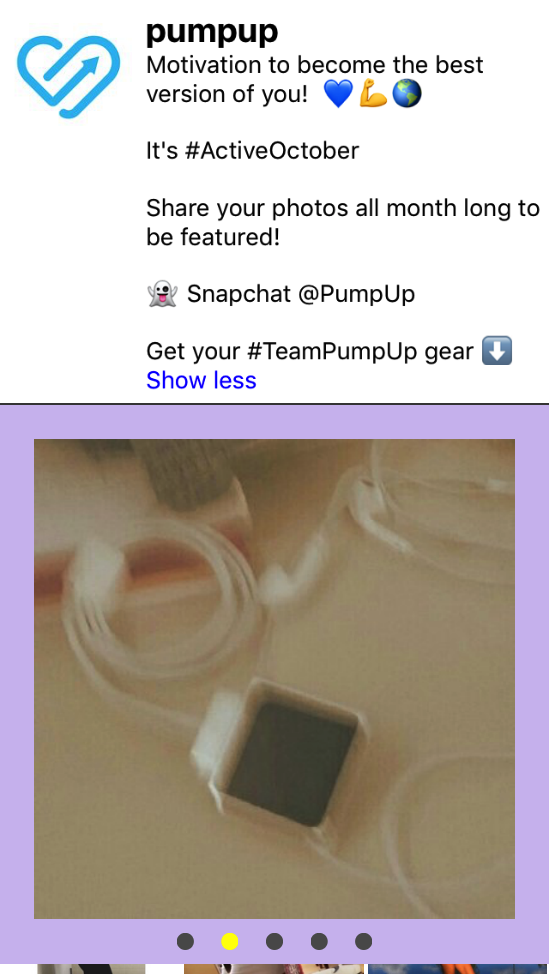 pumpup
Motivation to become the best
version of you! 💙💪🌎
It's #ActiveOctober
Share your photos all month long to
be featured!
👻 Snapchat @PumpUp
Get your #TeamPumpUp gear ⬇️
Show less